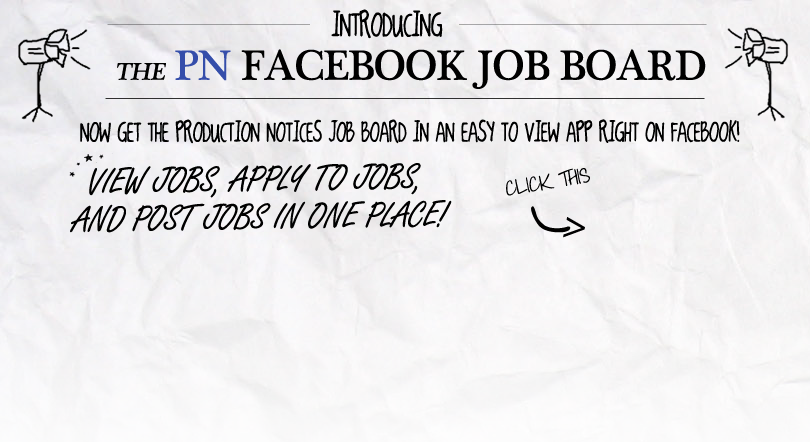 INTRODUCING
THE PN FACEBOOK JOB BOARD
NOW GET THE PRODUCTION NOTICES JOB BOARD IN AN EASY TO VIEW APP RIGHT ON FACEBOOK!
VIEW JOBS, APPLY TO JOBS,
AND POST JOBS IN ONE PLACE!
CLICK THIS